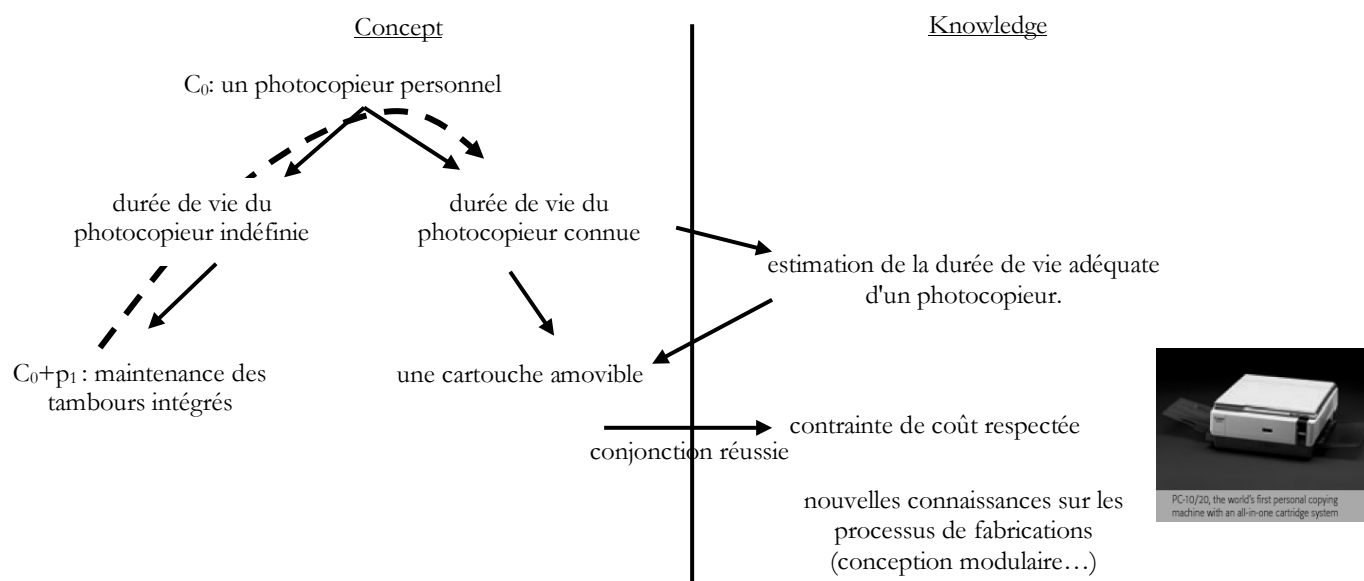 Concept
Knowledge
C₀: un photocopieur personnel
durée de vie du
photocopieur indéfinie
durée de vie du
photocopieur connue
estimation de la durée de vie adéquate
d'un photocopieur.
C₀+p₁ : maintenance des
tambours intégrés
une cartouche amovible
contrainte de coût respectée
conjonction réussie
nouvelles connaissances sur les
processus de fabrications
(conception modulaire…)
PC-10/20, the world's first personal copying
machine with an all-in-one cartridge system